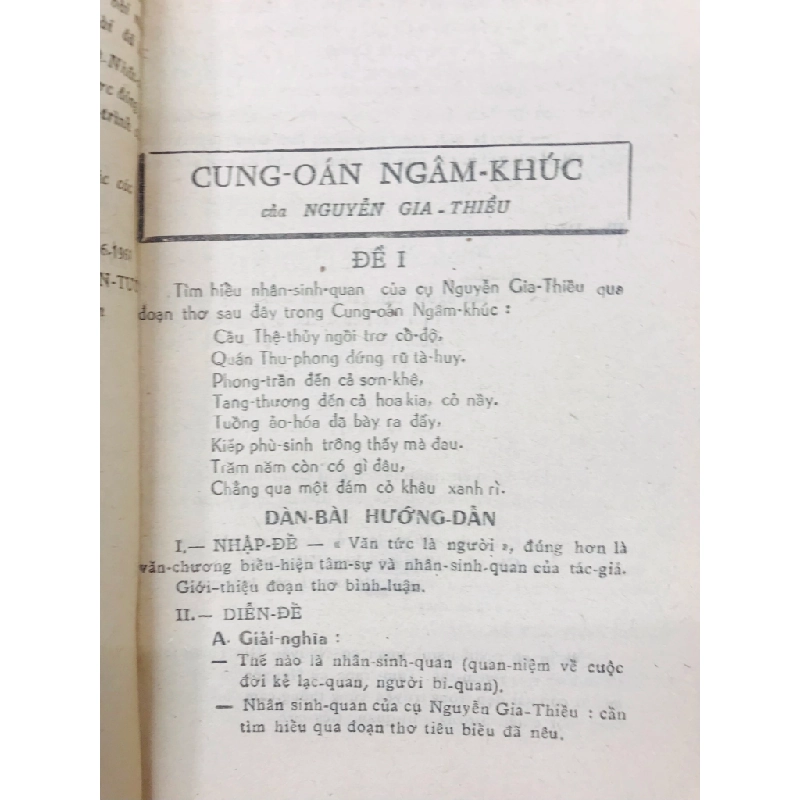 trình
6-196
N-TU
CUNG-OÁN NGÂM-KHÚC
của NGUYỄN GIA-THIỀU
ĐỀ I
Tìm hiểu nhân-sinh-quan của cụ Nguyễn Gia-Thiều qua
đoạn thơ sau đây trong Cung-oán Ngâm-khúc :
Cầu Thệ-thủy ngồi trơ cồ-độ,
Quán Thu-phong đứng rũ tà-huy.
Phong-trần đến cả sơn-khê,
Tang-thương đến cả hoa kia, cỏ nầy.
Tuồng ảo-hóa đã bày ra đấy,
Kiếp phù-sinh trông thấy mà đau.
Trăm năm còn có gì đâu,
Chẳng qua một đám cỏ khâu xanh rì.
DÀN-BÀI HƯỚNG-DẪN
I.— NHẬP-ĐỀ — « Văn tức là người », đúng hơn là
văn-chương biểu-hiện tâm-sự và nhân-sinh-quan của tác-giả.
Giới-thiệu đoạn thơ bình-luận.
II.— DIỄN-ĐỀ
A. Giải-nghĩa :
— Thế nào là nhân-sinh-quan (quan-niệm về cuộc
đời kẻ lạc-quan, người bi-quan).
— Nhân sinh-quan của cụ Nguyễn Gia-Thiều : cần
tìm hiểu qua đoạn thơ tiêu biểu đã nêu.